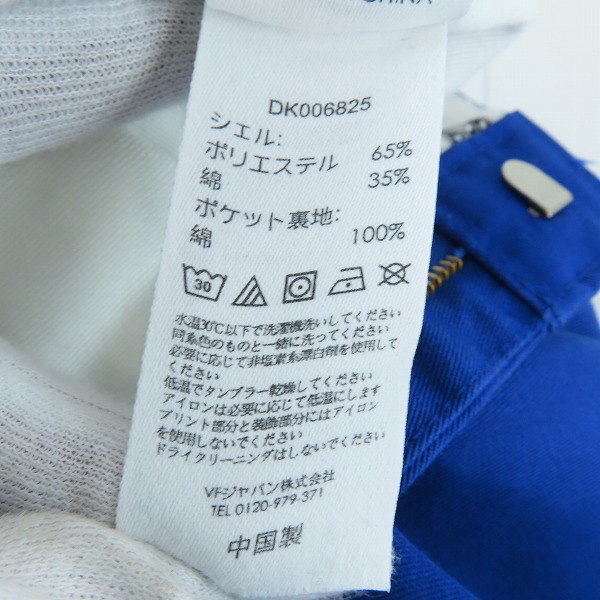 CHINA
DK006825
シェル:
ポリエステル 65%
綿 35%
ポケット裏地:
綿 100%
30
水温30℃以下で洗濯機洗いしてください
同系色のものと一緒に洗ってください
必要に応じて非塩素系漂白剤を使用して
ください
低温でタンブラー乾燥してください
アイロンは必要に応じて低温にします
プリント部分と装飾部分にはアイロン
を使用しないでください
ドライクリーニングはしないでください
VFジャパン株式会社
TEL 0120-979-371
中国製